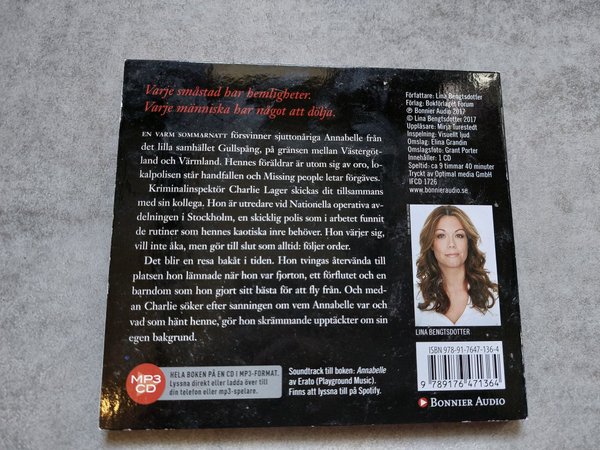 Varje småstad har hemligheter.
Varje människa har något att dölja.
EN VARM SOMMARNATT försvinner sjuttonåriga Annabelle från
det lilla samhället Gullspång, på gränsen mellan Västergöt-
land och Värmland. Hennes föräldrar är utom sig av oro, lo-
kalpolisen står handfallen och Missing people letar förgäves.
Kriminalinspektör Charlie Lager skickas dit tillsammans
med sin kollega. Hon är utredare vid Nationella operativa av-
delningen i Stockholm, en skicklig polis som i arbetet funnit
de rutiner som hennes kaotiska inre behöver. Hon värjer sig,
vill inte åka, men gör till slut som alltid: följer order.
Det blir en resa bakåt i tiden. Hon tvingas återvända till
platsen hon lämnade när hon var fjorton, ett förflutet och en
barndom som hon gjort sitt bästa för att fly från. Och med-
an Charlie söker efter sanningen om vem Annabelle var och
vad som hänt henne, gör hon skrämmande upptäckter om sin
egen bakgrund.
MP3
CD
HELA BOKEN PÅ EN CD I MP3-FORMAT.
Lyssna direkt eller ladda över till
din telefon eller mp3-spelare.
Soundtrack till boken: Annabelle
av Erato (Playground Music).
Finns att lyssna till på Spotify.
Författare: Lina Bengtsdotter
Förlag: Bokförlaget Forum
℗ Bonnier Audio 2017
© Lina Bengtsdotter 2017
Uppläsare: Mirja Turestedt
Inspelning: Visuellt ljud
Omslag: Elina Grandin
Omslagsfoto: Grant Porter
Innehåller: 1 CD
Speltid: ca 9 timmar 40 minuter
Tryckt av Optimal media GmbH
IFCD 1726
www.bonnieraudio.se
LINA BENGTSDOTTER
ISBN 978-91-7647-136-4
9 789176 471364
BONNIER AUDIO